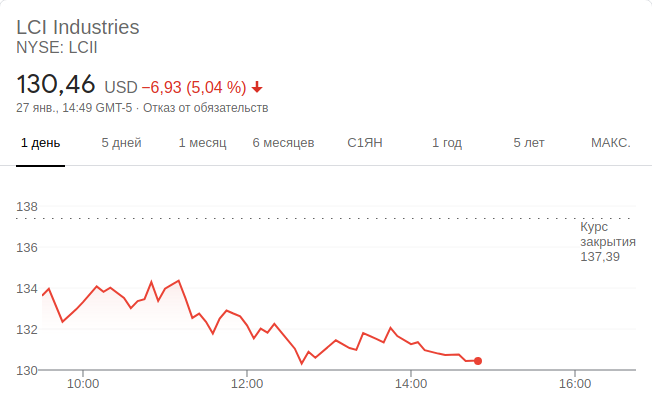 LCI Industries
NYSE: LCII
130,46 USD −6,93 (5,04 %)
27 янв., 14:49 GMT-5 · Отказ от обязательств
1 день 5 дней 1 месяц 6 месяцев С1ЯН 1 год 5 лет МАКС.
138
Курс
закрытия
137,39
136
134
132
130
10:00 12:00 14:00 16:00